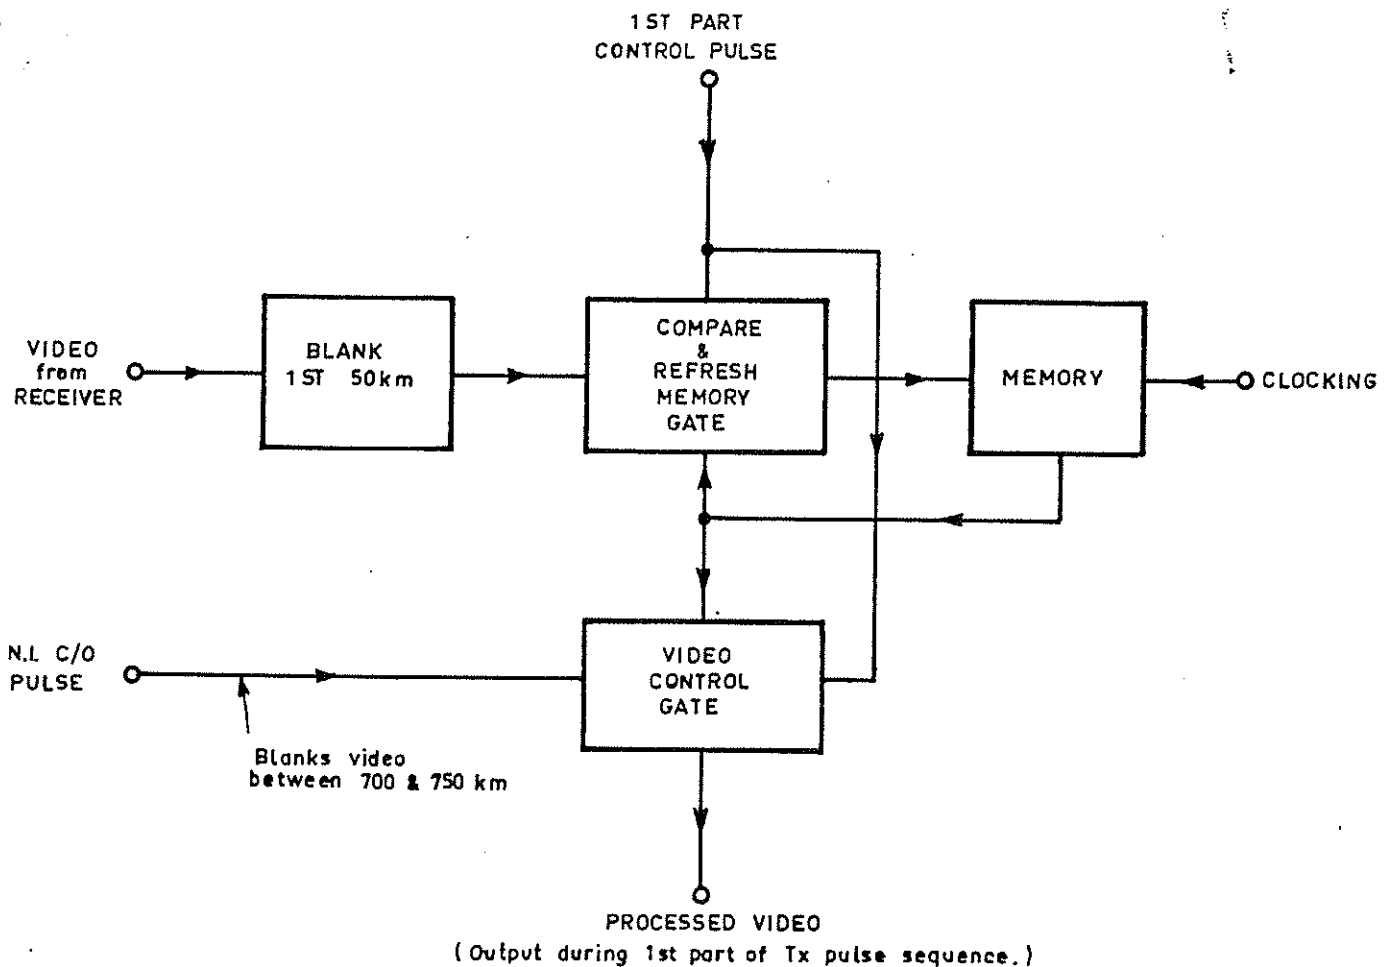 1ST PART
CONTROL PULSE
VIDEO
from
RECEIVER
BLANK
1ST 50km
COMPARE
&
REFRESH
MEMORY
GATE
MEMORY
CLOCKING
N.I. C/O
PULSE
VIDEO
CONTROL
GATE
Blanks video
between 700 & 750 km
PROCESSED VIDEO
(Output during 1st part of Tx pulse sequence.)